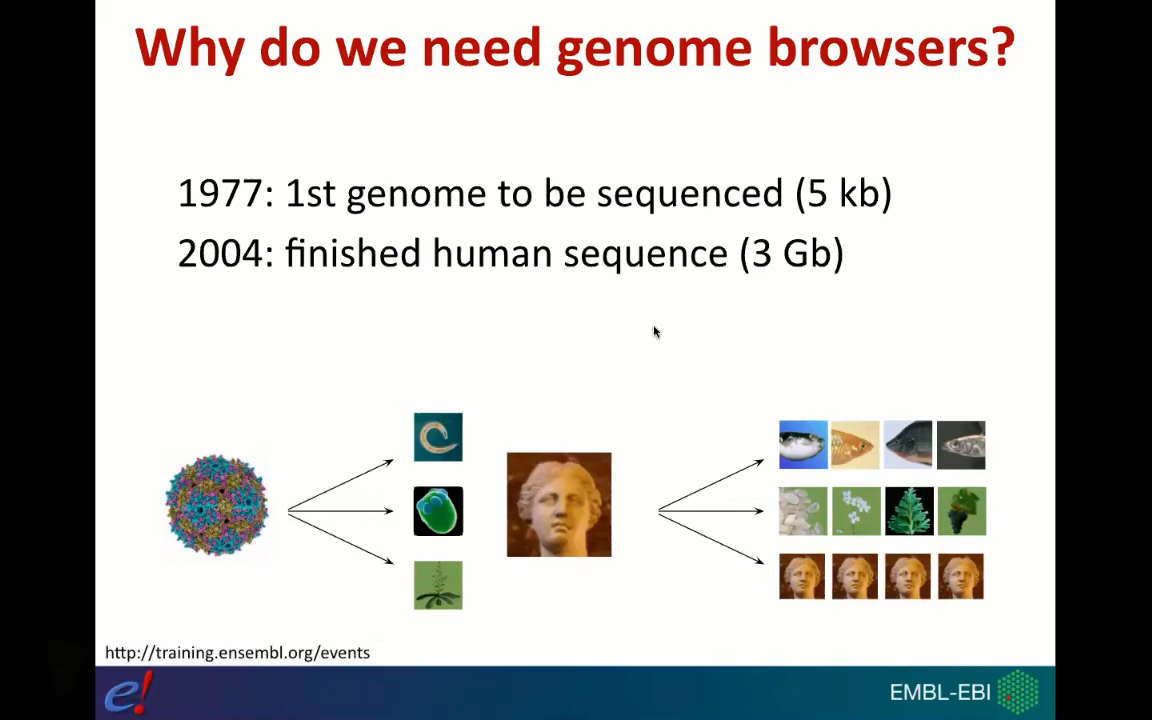 Why do we need genome browsers?
1977: 1st genome to be sequenced (5 kb)
2004: finished human sequence (3 Gb)
http://training.ensembl.org/events
e!
EMBL-EBI